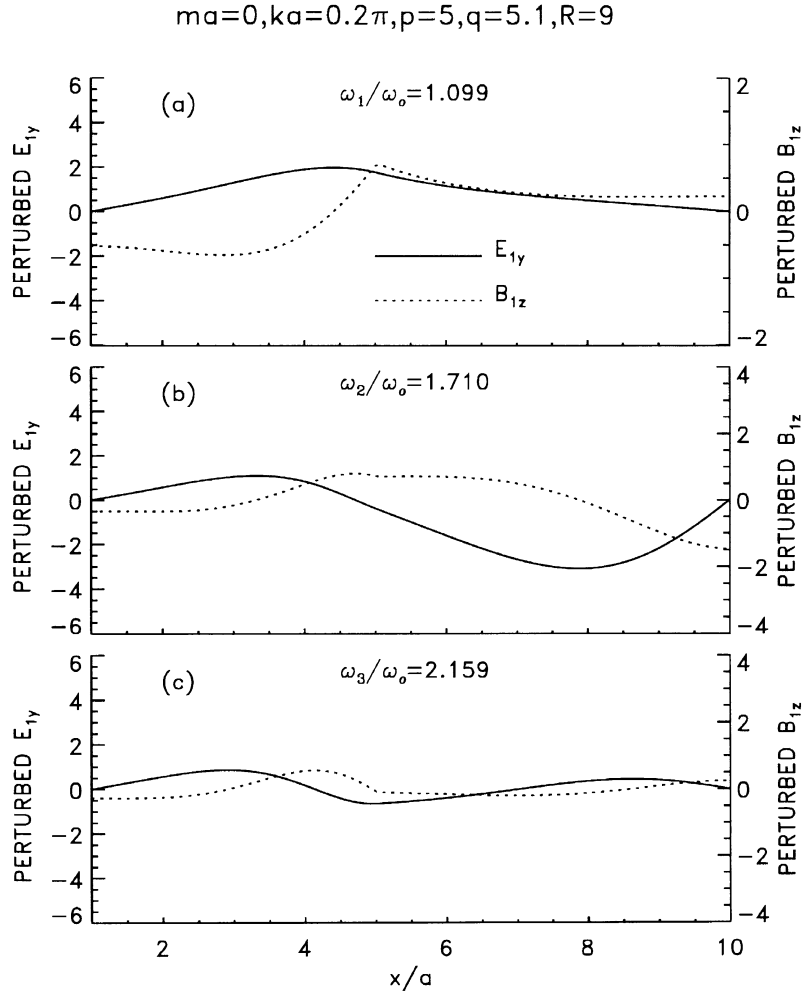 ma=0,ka=0.2π,p=5,q=5.1,R=9
(a)
ω₁/ω₀=1.099
PERTURBED E₁y
6
4
2
0
−2
−4
−6
PERTURBED B₁z
2
0
−2
E₁y
B₁z
(b)
ω₂/ω₀=1.710
PERTURBED E₁y
6
4
2
0
−2
−4
−6
PERTURBED B₁z
4
2
0
−2
−4
(c)
ω₃/ω₀=2.159
PERTURBED E₁y
6
4
2
0
−2
−4
−6
PERTURBED B₁z
4
2
0
−2
−4
2 4 6 8 10
x/a